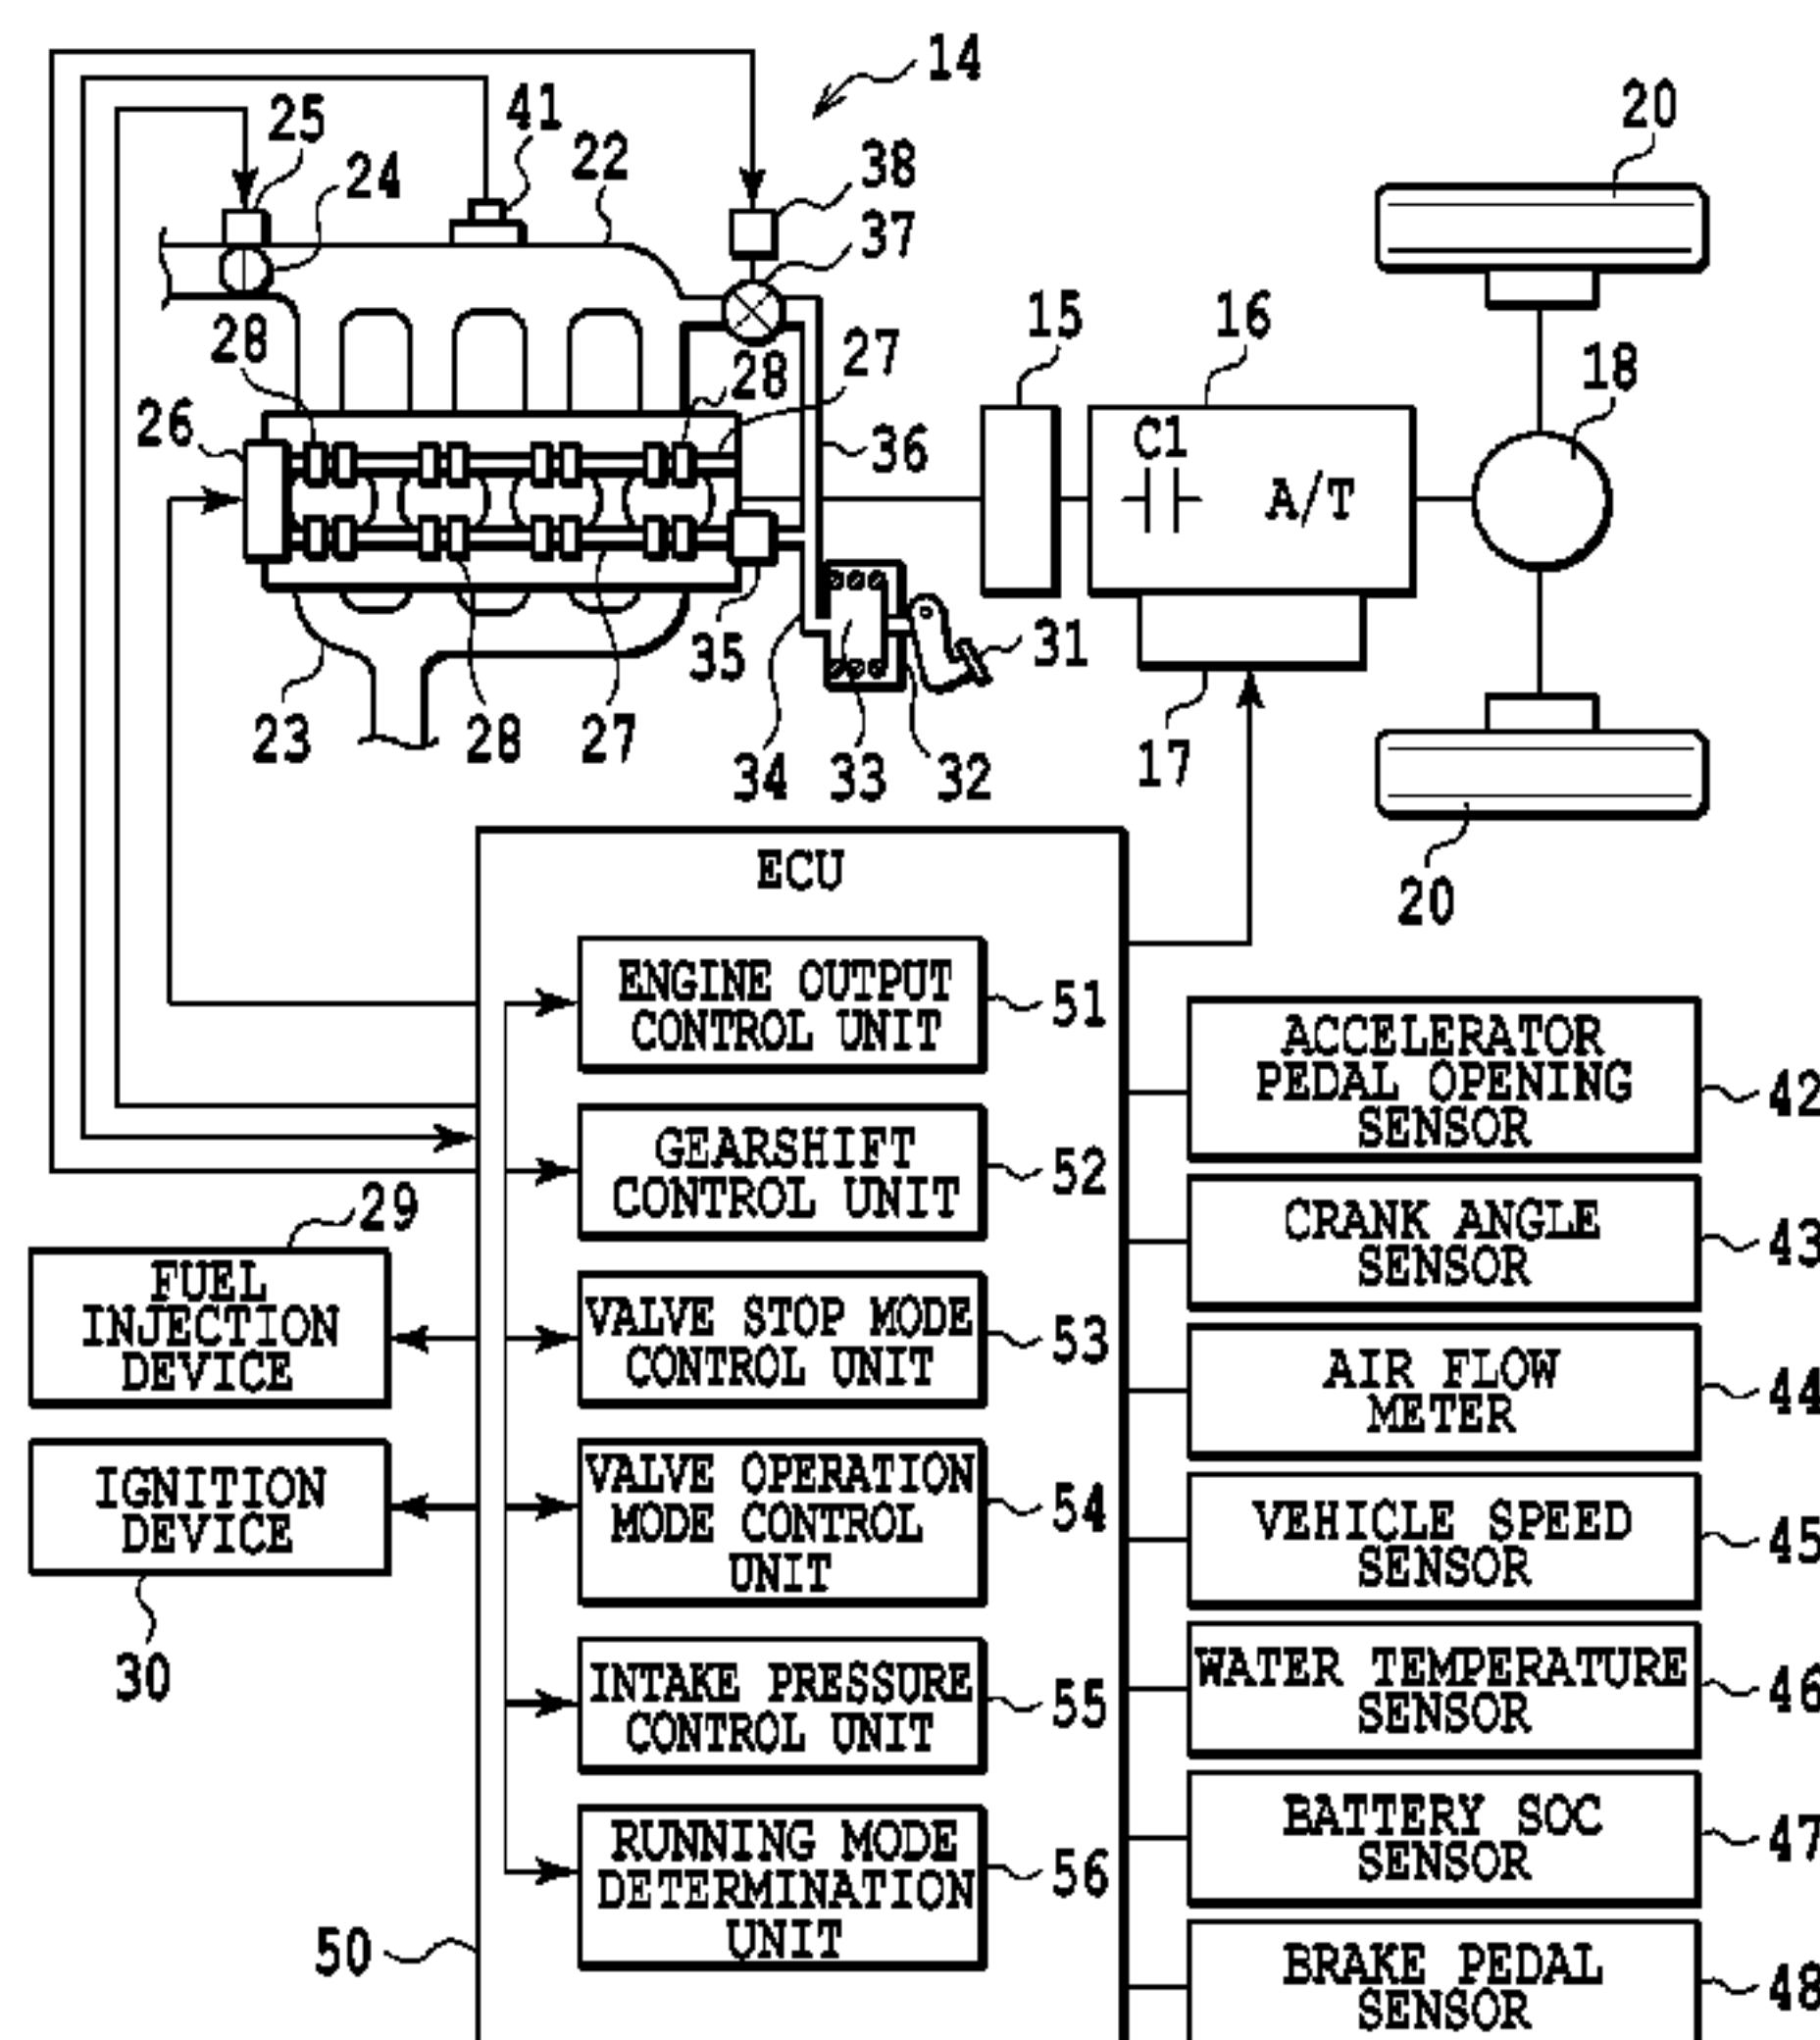 14
20
41
25
22
24
38
37
28
28
27
15
16
18
26
C1
36
A/T
35
31
23
28
27
34
33
32
17
20
ECU
ENGINE OUTPUT
CONTROL UNIT
51
ACCELERATOR
PEDAL OPENING
SENSOR
42
GEARSHIFT
CONTROL UNIT
52
CRANK ANGLE
SENSOR
43
29
FUEL
INJECTION
DEVICE
VALVE STOP MODE
CONTROL UNIT
53
AIR FLOW
METER
44
IGNITION
DEVICE
30
VALVE OPERATION
MODE CONTROL
UNIT
54
VEHICLE SPEED
SENSOR
45
INTAKE PRESSURE
CONTROL UNIT
55
WATER TEMPERATURE
SENSOR
46
RUNNING MODE
DETERMINATION
UNIT
56
BATTERY SOC
SENSOR
47
50
BRAKE PEDAL
SENSOR
48